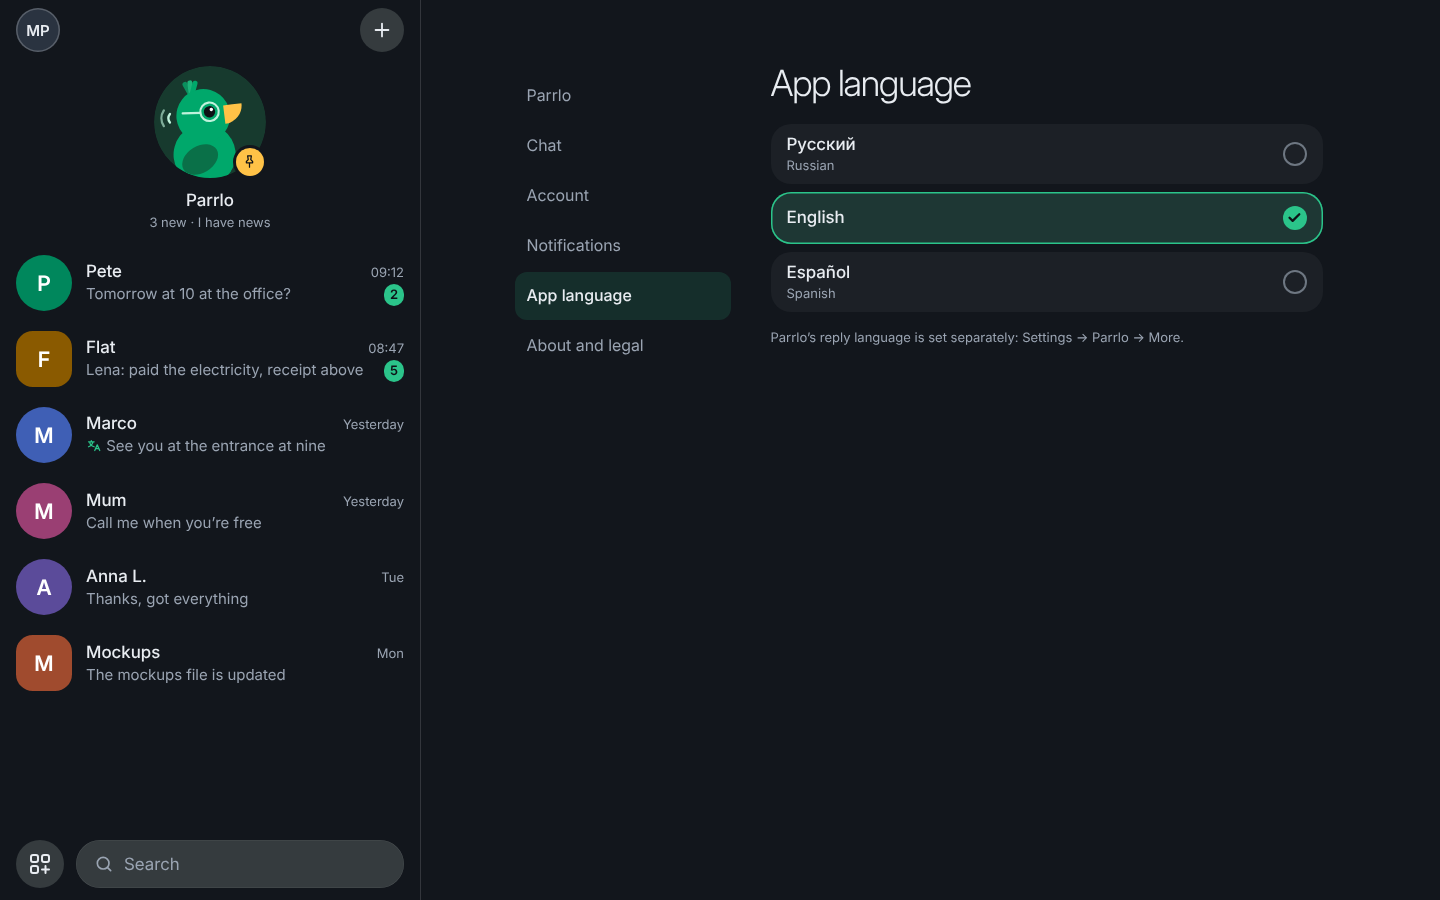 MP
Parrlo
3 new · I have news
P
Pete
09:12
Tomorrow at 10 at the office?
2
F
Flat
08:47
Lena: paid the electricity, receipt above
5
M
Marco
Yesterday
See you at the entrance at nine
M
Mum
Yesterday
Call me when you’re free
A
Anna L.
Tue
Thanks, got everything
M
Mockups
Mon
The mockups file is updated
Search
Parrlo
Chat
Account
Notifications
App language
About and legal
App language
Русский
Russian
English
Español
Spanish
Parrlo’s reply language is set separately: Settings → Parrlo → More.